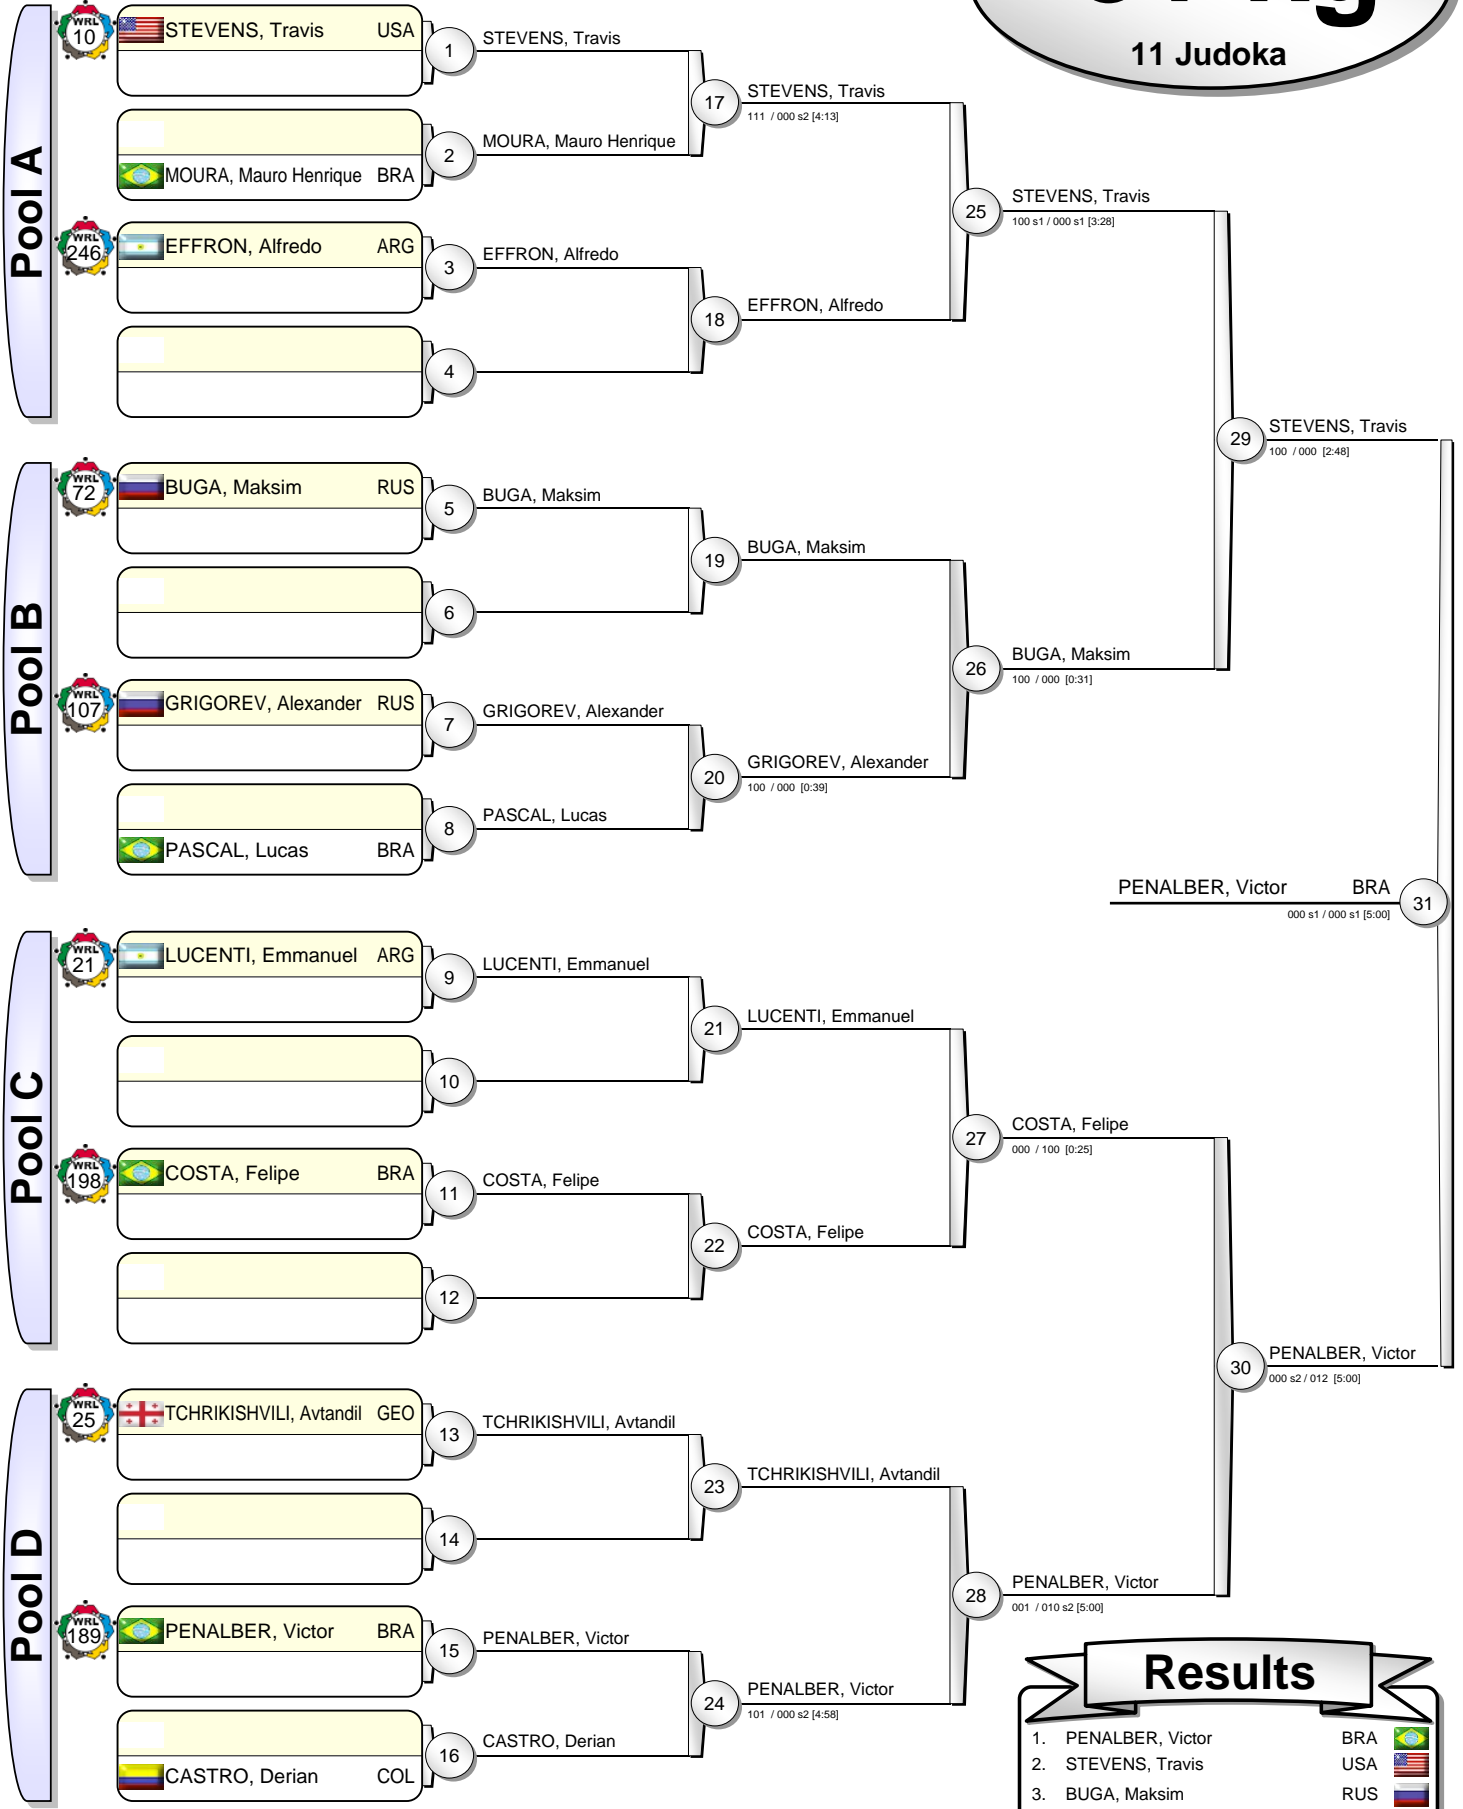 11 Judoka
Pool A
WRL 10
STEVENS, Travis USA
1
STEVENS, Travis
2
MOURA, Mauro Henrique
MOURA, Mauro Henrique BRA
17
STEVENS, Travis
111 / 000 s2 [4:13]
WRL 246
EFFRON, Alfredo ARG
3
EFFRON, Alfredo
4
18
EFFRON, Alfredo
25
STEVENS, Travis
100 s1 / 000 s1 [3:28]
Pool B
WRL 72
BUGA, Maksim RUS
5
BUGA, Maksim
6
19
BUGA, Maksim
WRL 107
GRIGOREV, Alexander RUS
7
GRIGOREV, Alexander
8
PASCAL, Lucas
PASCAL, Lucas BRA
20
GRIGOREV, Alexander
100 / 000 [0:39]
26
BUGA, Maksim
100 / 000 [0:31]
29
STEVENS, Travis
100 / 000 [2:48]
PENALBER, Victor BRA
31
000 s1 / 000 s1 [5:00]
Pool C
WRL 21
LUCENTI, Emmanuel ARG
9
LUCENTI, Emmanuel
10
21
LUCENTI, Emmanuel
WRL 198
COSTA, Felipe BRA
11
COSTA, Felipe
12
22
COSTA, Felipe
27
COSTA, Felipe
000 / 100 [0:25]
Pool D
WRL 25
TCHRIKISHVILI, Avtandil GEO
13
TCHRIKISHVILI, Avtandil
14
23
TCHRIKISHVILI, Avtandil
WRL 189
PENALBER, Victor BRA
15
PENALBER, Victor
16
CASTRO, Derian
CASTRO, Derian COL
24
PENALBER, Victor
101 / 000 s2 [4:58]
28
PENALBER, Victor
001 / 010 s2 [5:00]
30
PENALBER, Victor
000 s2 / 012 [5:00]
Results
1. PENALBER, Victor BRA
2. STEVENS, Travis USA
3. BUGA, Maksim RUS